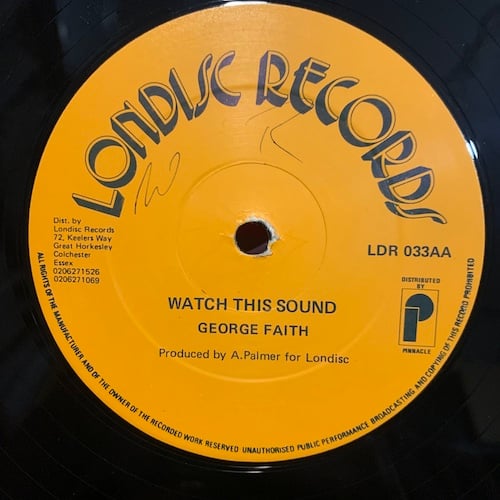 LONDISC RECORDS
Dist. by
Londisc Records
72, Keelers Way
Great Horkesley
Colchester
Essex
0206271526
0206271069
LDR 033AA
DISTRIBUTED
BY
PINNACLE
WATCH THIS SOUND
GEORGE FAITH
Produced by A.Palmer for Londisc
ALL RIGHTS OF THE MANUFACTURER AND OF THE OWNER OF THE RECORDED WORK RESERVED·UNAUTHORISED PUBLIC PERFORMANCE BROADCASTING AND COPYING OF THIS RECORD PROHIBITED